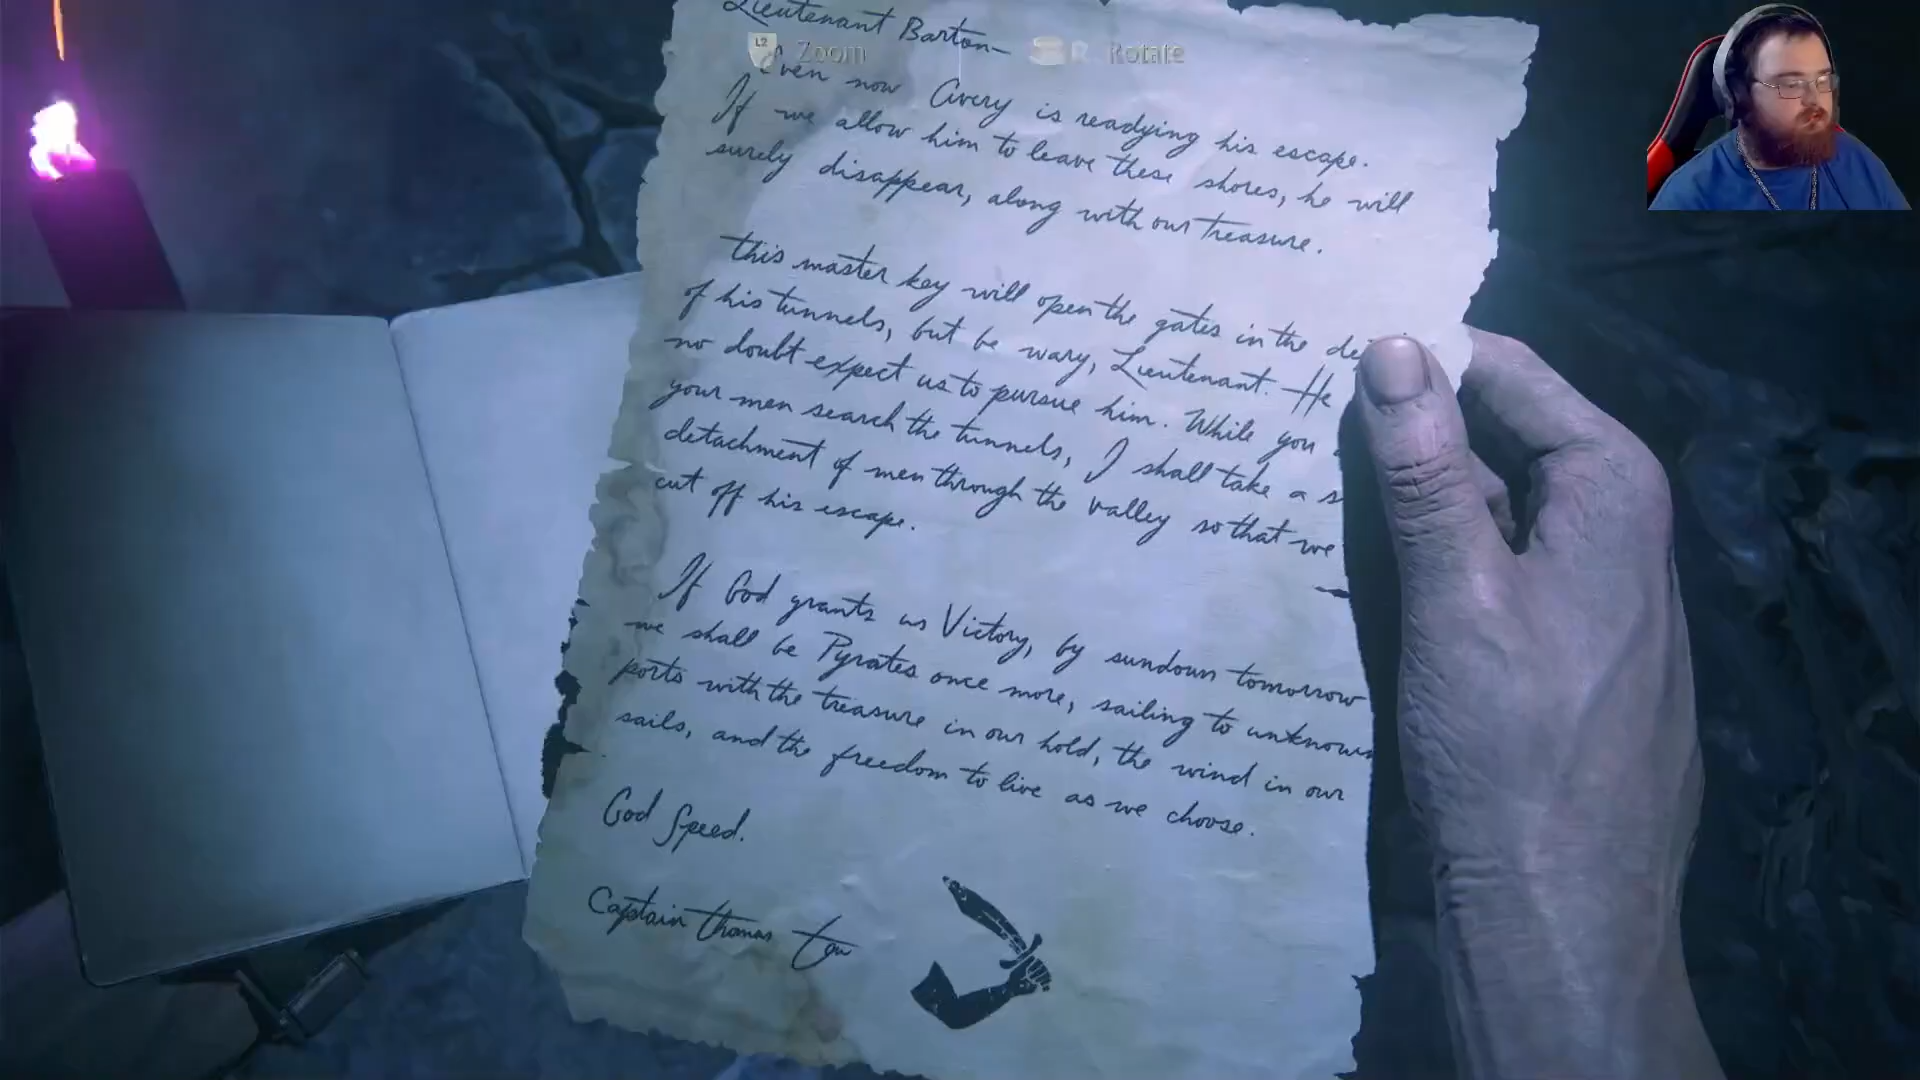 Lieutenant Barton-
L2 Zoom R Rotate
Even now Avery is readying his escape.
If we allow him to leave these shores, he will
surely disappear, along with our treasure.
This master key will open the gates in the
of his tunnels, but be wary, Lieutenant. He
no doubt expect us to pursue him. While you
your men search the tunnels, I shall take a
detachment of men through the valley so that we
cut off his escape.
If God grants us Victory, by sundown tomorrow
we shall be Pyrates once more, sailing to unknown
ports with the treasure in our hold, the wind in our
sails, and the freedom to live as we choose.
God Speed.
Captain Thomas Tew